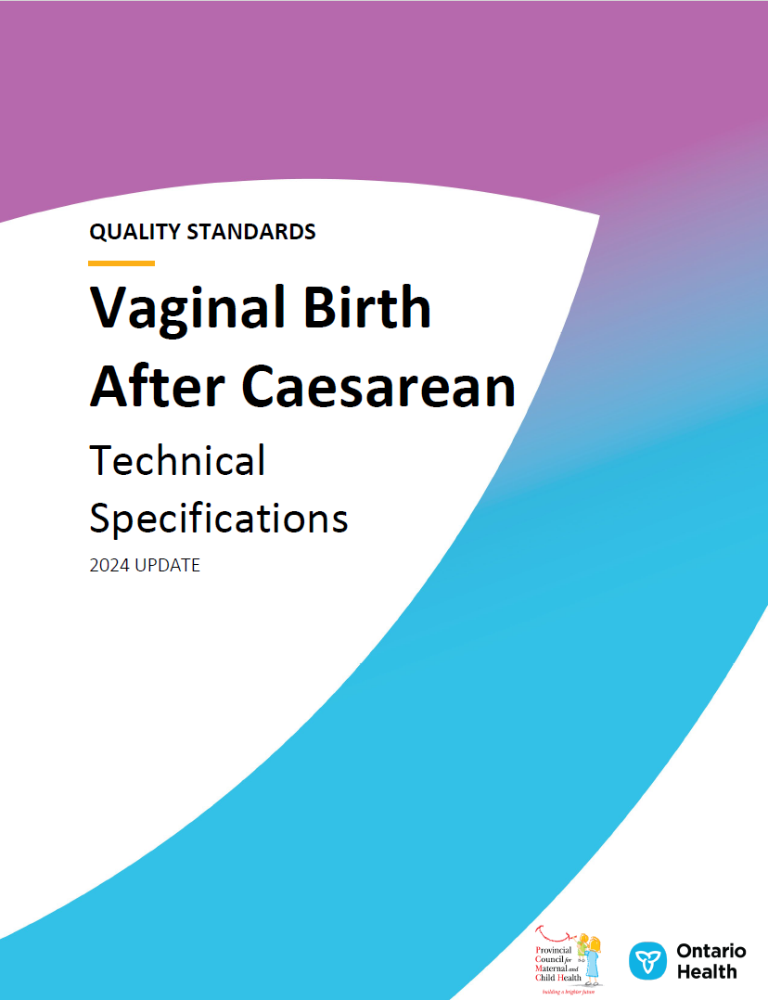 QUALITY STANDARDS
Vaginal Birth
After Caesarean
Technical
Specifications
2024 UPDATE
Provincial
Council for
Maternal and
Child Health
building a brighter future
Ontario
Health